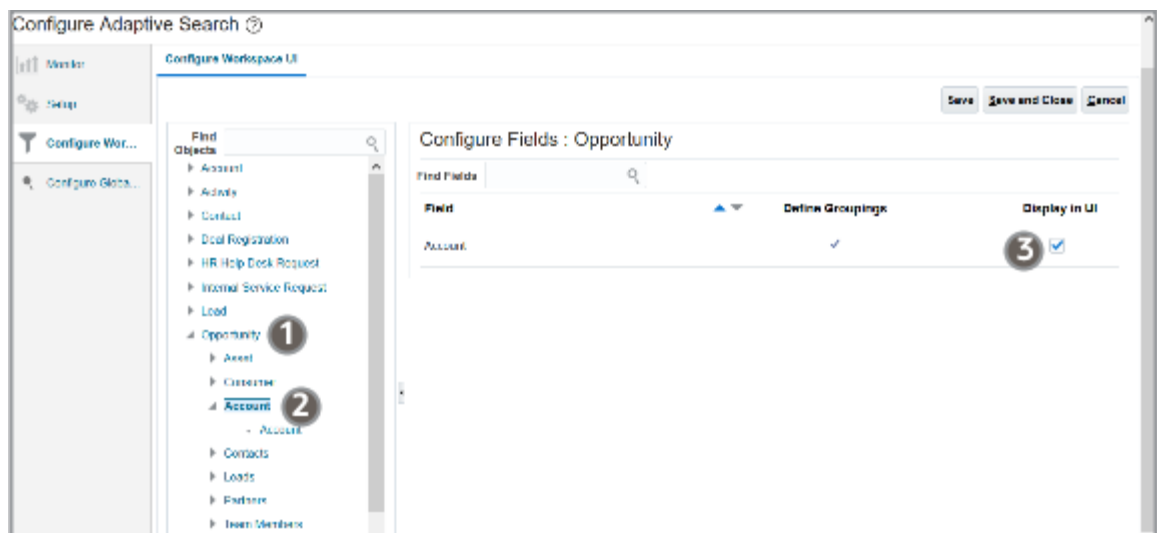 Configure Adaptive Search ?
Monitor
Setup
Configure Wor...
Configure Globa...
Configure Workspace UI
Save Save and Close Cancel
Find
Objects
Account
Activity
Contact
Deal Registration
HR Help Desk Request
Internal Service Request
Lead
Opportunity 1
Asset
Consumer
Account 2
Account
Contacts
Leads
Partners
Team Members
Configure Fields : Opportunity
Find Fields
Field Define Groupings Display in UI
Account 3